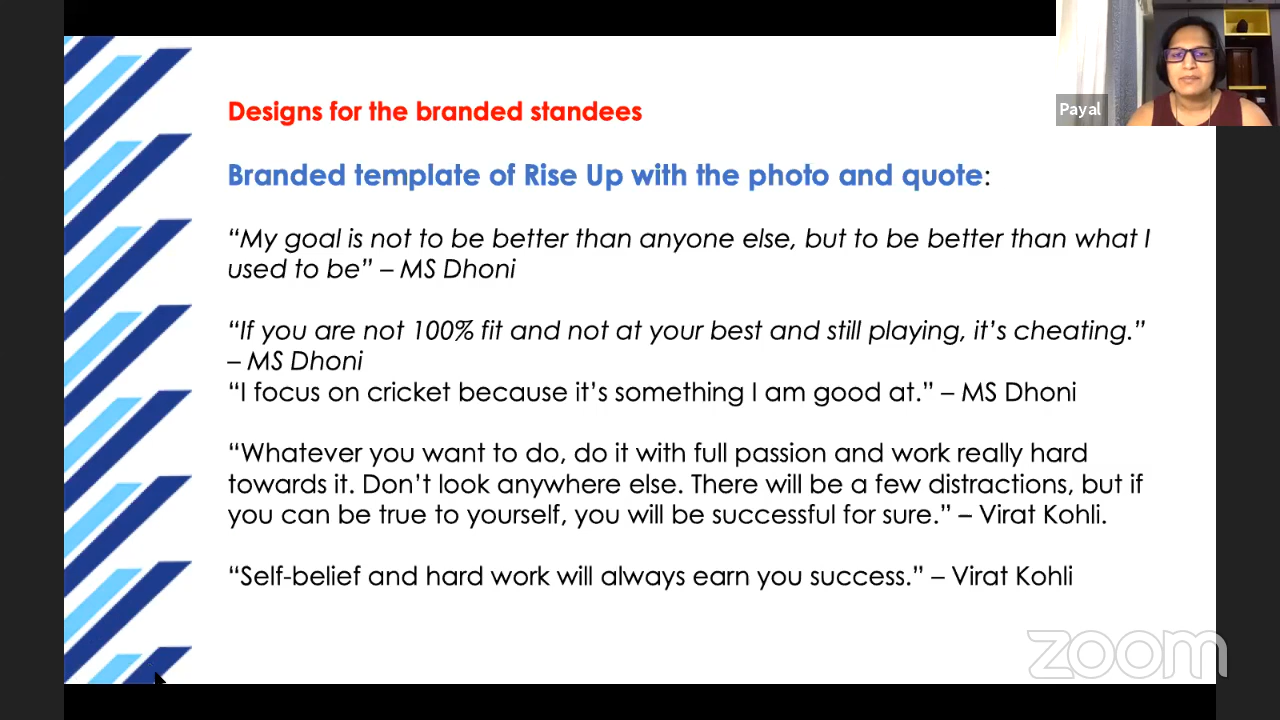 Payal
Designs for the branded standees
Branded template of Rise Up with the photo and quote:
“My goal is not to be better than anyone else, but to be better than what I
used to be” – MS Dhoni
“If you are not 100% fit and not at your best and still playing, it’s cheating.”
– MS Dhoni
“I focus on cricket because it’s something I am good at.” – MS Dhoni
“Whatever you want to do, do it with full passion and work really hard
towards it. Don’t look anywhere else. There will be a few distractions, but if
you can be true to yourself, you will be successful for sure.” – Virat Kohli.
“Self-belief and hard work will always earn you success.” – Virat Kohli
zoom